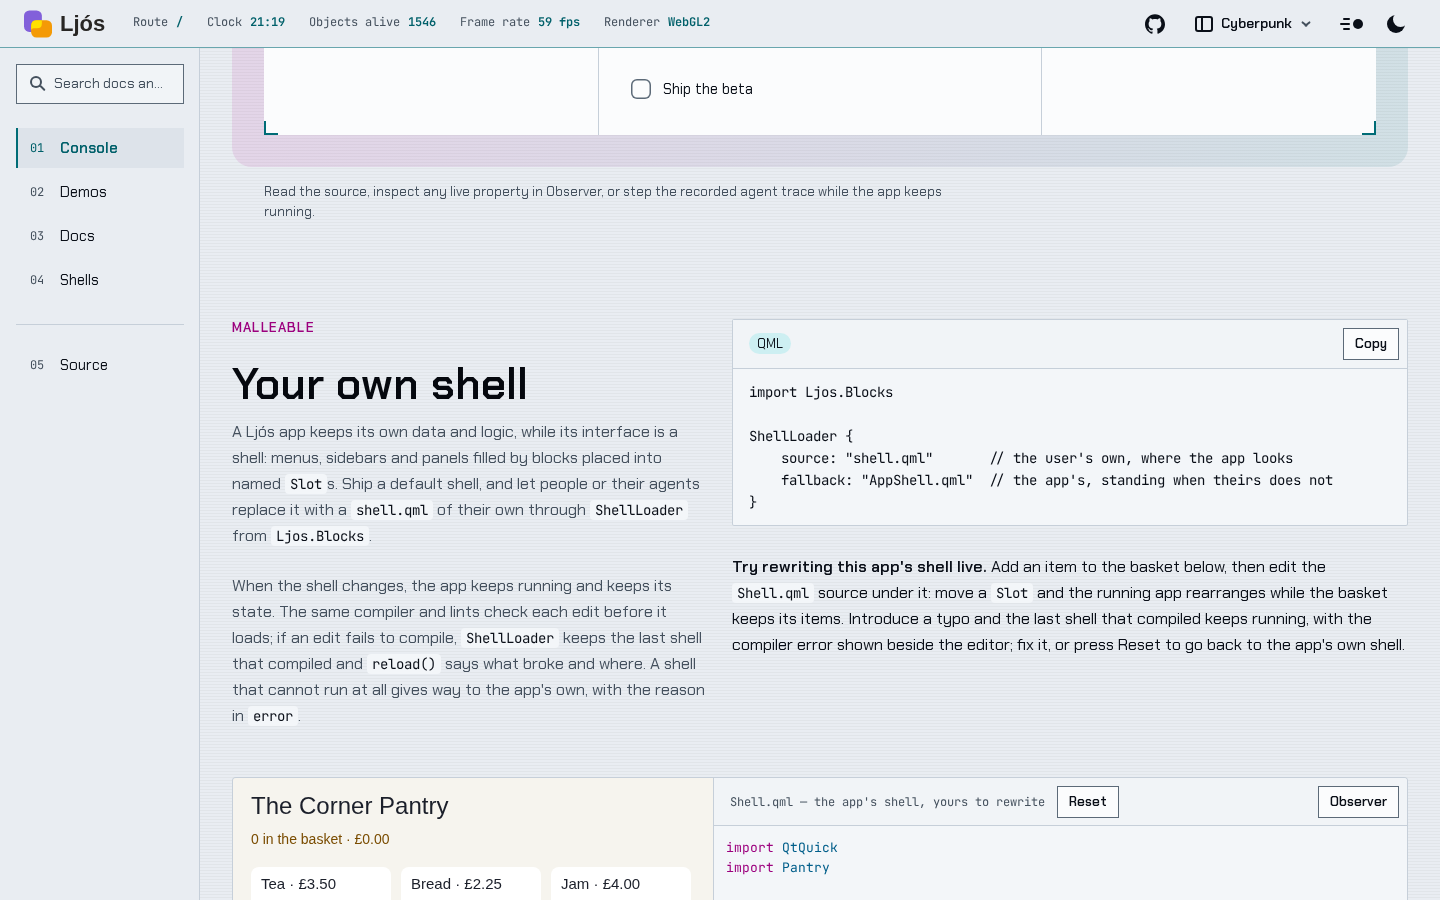 Ljós
Route /
Clock 21:19
Objects alive 1546
Frame rate 59 fps
Renderer WebGL2
Cyberpunk
Search docs an...
01 Console
02 Demos
03 Docs
04 Shells
05 Source
Ship the beta
Read the source, inspect any live property in Observer, or step the recorded agent trace while the app keeps
running.
MALLEABLE
Your own shell
A Ljós app keeps its own data and logic, while its interface is a
shell: menus, sidebars and panels filled by blocks placed into
named Slots. Ship a default shell, and let people or their agents
replace it with a shell.qml of their own through ShellLoader
from Ljos.Blocks.
When the shell changes, the app keeps running and keeps its
state. The same compiler and lints check each edit before it
loads; if an edit fails to compile, ShellLoader keeps the last shell
that compiled and reload() says what broke and where. A shell
that cannot run at all gives way to the app's own, with the reason
in error.
QML
Copy
import Ljos.Blocks
ShellLoader {
    source: "shell.qml"       // the user's own, where the app looks
    fallback: "AppShell.qml"  // the app's, standing when theirs does not
}
Try rewriting this app's shell live. Add an item to the basket below, then edit the
Shell.qml source under it: move a Slot and the running app rearranges while the basket
keeps its items. Introduce a typo and the last shell that compiled keeps running, with the
compiler error shown beside the editor; fix it, or press Reset to go back to the app's own shell.
The Corner Pantry
0 in the basket · £0.00
Tea · £3.50
Bread · £2.25
Jam · £4.00
Shell.qml — the app's shell, yours to rewrite
Reset
Observer
import QtQuick
import Pantry